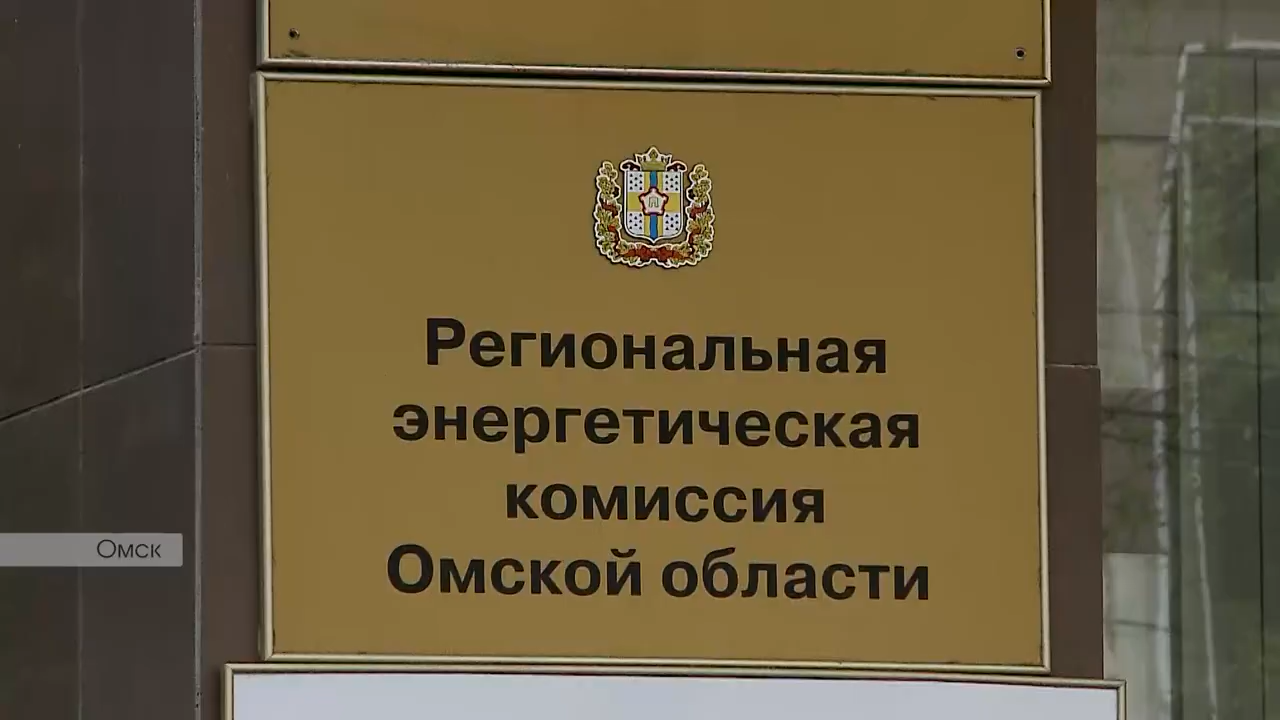 Региональная
энергетическая
комиссия
Омской области
Омск